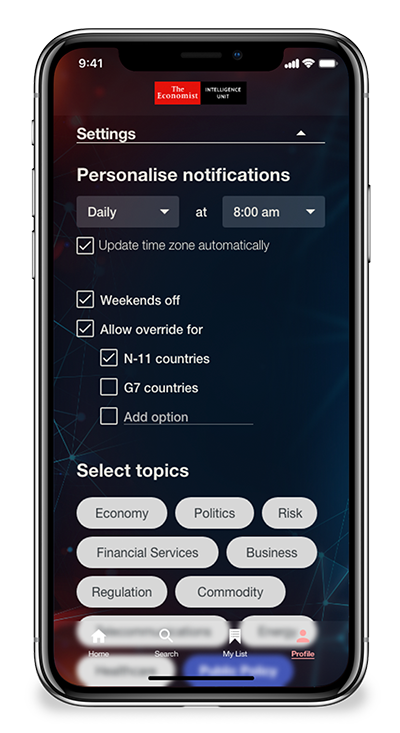 9:41
The
Economist
INTELLIGENCE
UNIT
Settings
Personalise notifications
Daily at 8:00 am
Update time zone automatically
Weekends off
Allow override for
N-11 countries
G7 countries
Add option
Select topics
Economy Politics Risk
Financial Services Business
Regulation Commodity
Telecommunications Energy
Home Search My List Profile
Healthcare Public Policy